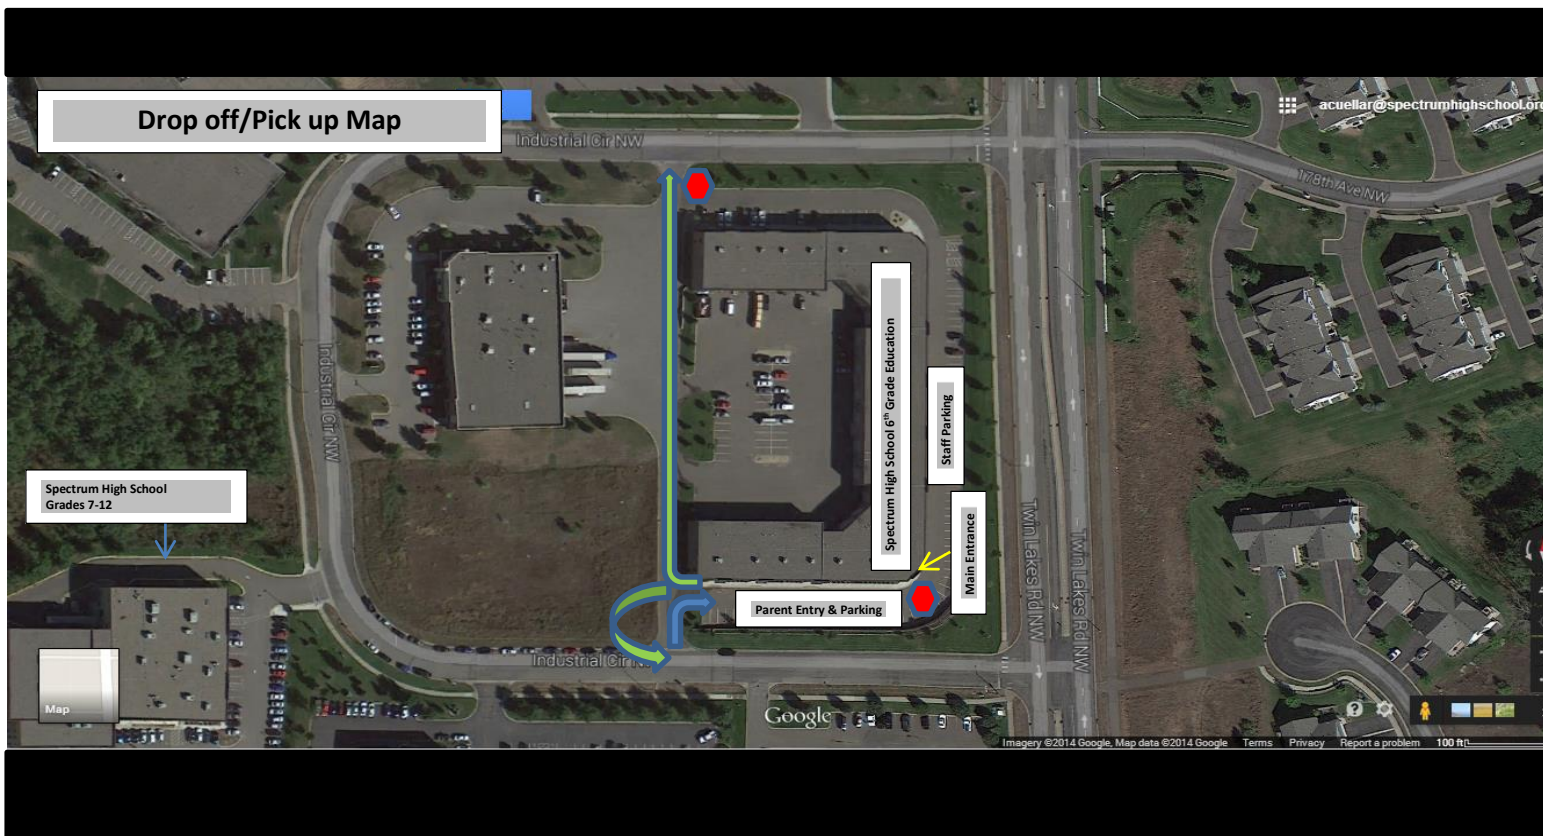 Drop off/Pick up Map
acuellar@spectrumhighschool.org
Industrial Cir NW
178th Ave NW
Industrial Cir NW
Spectrum High School 6th Grade Education
Staff Parking
Spectrum High School
Grades 7-12
Main Entrance
Twin Lakes Rd NW
Twin Lakes Rd NW
Parent Entry & Parking
Industrial Cir
Map
Google
Imagery ©2014 Google, Map data ©2014 Google
Terms
Privacy
Report a problem
100 ft